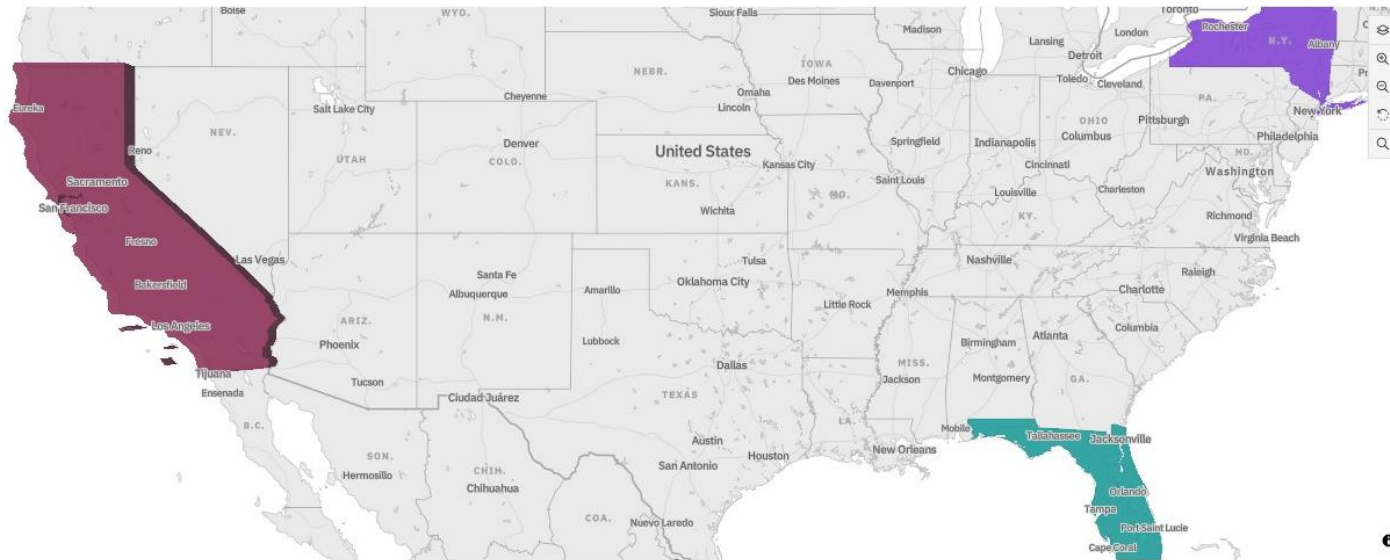 Boise
WYO.
Sioux Falls
Madison
Lansing
London
Toronto
Rochester
N.Y.
Albany
Detroit
Eureka
NEBR.
IOWA
Des Moines
Davenport
Chicago
Toledo
Cleveland
Salt Lake City
Cheyenne
Omaha
Lincoln
PA.
New York
NEV.
Reno
Denver
UTAH
COLO.
United States
Kansas City
Springfield
Indianapolis
OHIO
Columbus
Pittsburgh
Philadelphia
MD.
Sacramento
San Francisco
KANS.
Wichita
MO.
Saint Louis
Cincinnati
Louisville
Charleston
Washington
KY.
Richmond
Virginia Beach
Fresno
Las Vegas
Bakersfield
Santa Fe
Albuquerque
N.M.
Amarillo
Tulsa
Oklahoma City
Nashville
Memphis
Little Rock
Raleigh
Charlotte
Los Angeles
ARIZ.
Phoenix
Lubbock
Birmingham
Atlanta
Columbia
Tijuana
Ensenada
Tucson
Ciudad Juárez
Dallas
TEXAS
MISS.
Jackson
Montgomery
GA.
B.C.
SON.
Hermosillo
CHIH.
Chihuahua
Austin
San Antonio
Houston
LA.
New Orleans
Mobile
Tallahassee
Jacksonville
COA.
Nuevo Laredo
Orlando
Tampa
Port Saint Lucie
Cape Coral